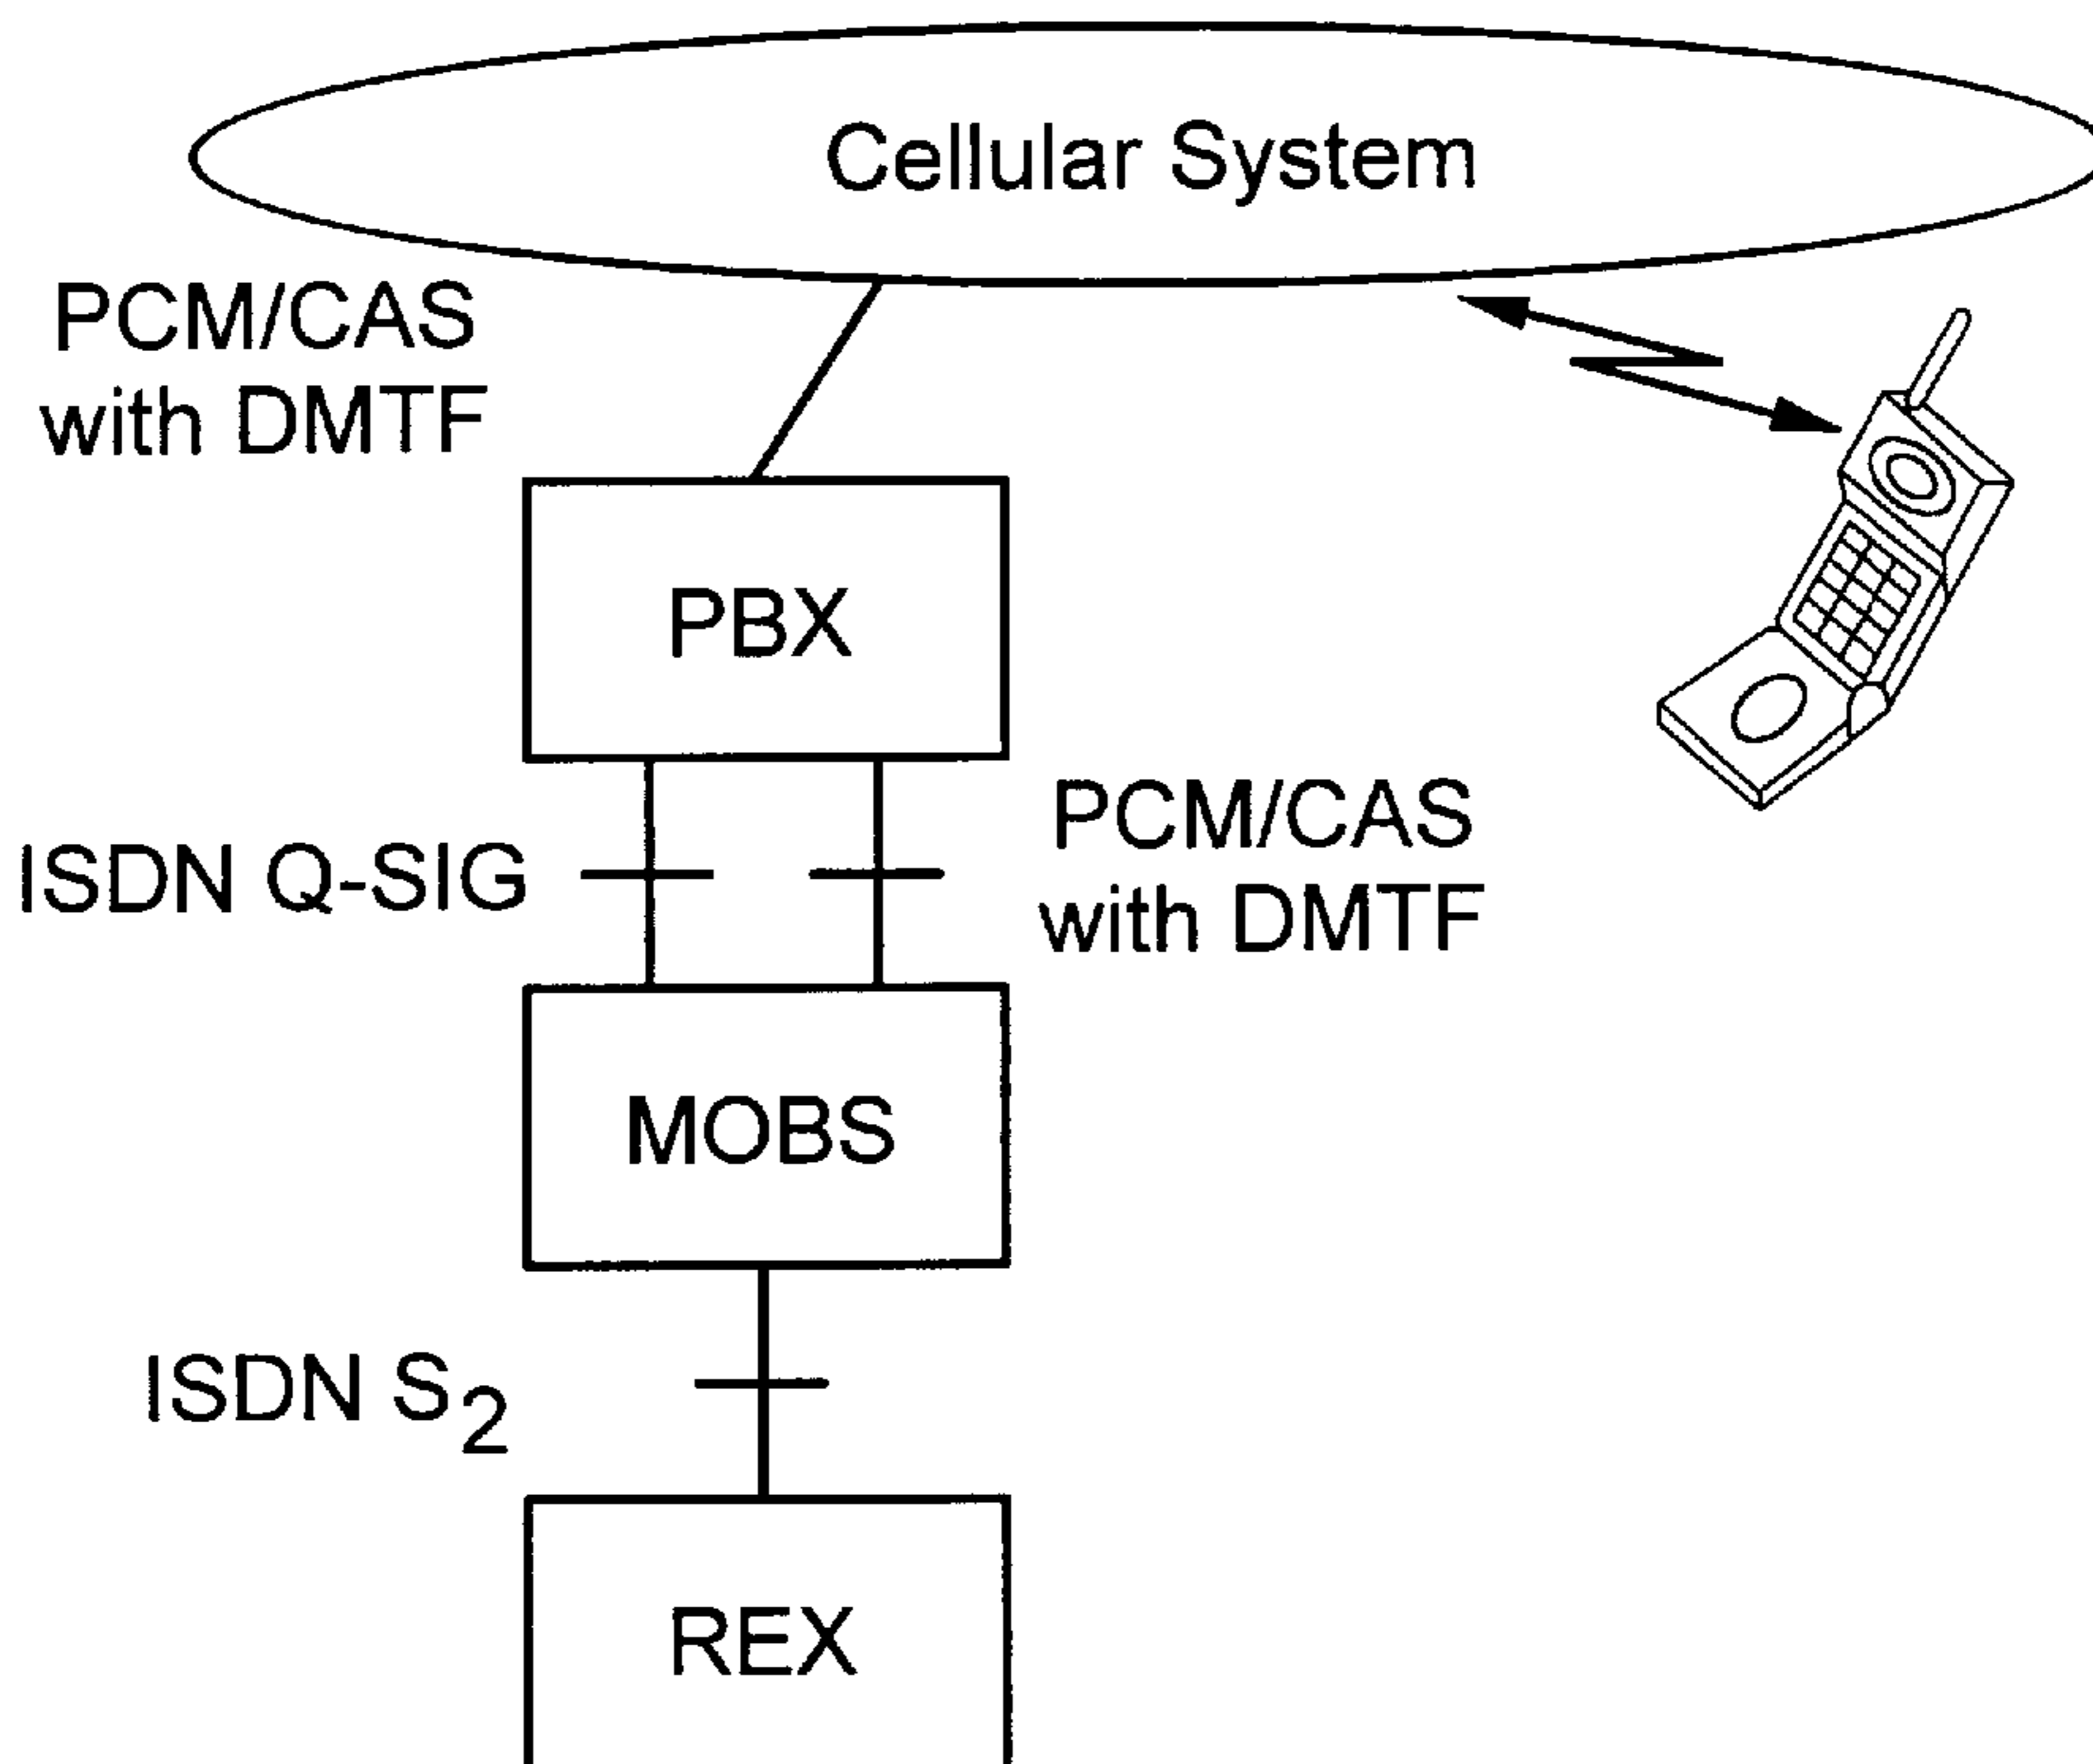 Cellular System
PCM/CAS
with DMTF
PBX
ISDN Q-SIG
PCM/CAS
with DMTF
MOBS
ISDN S2
REX